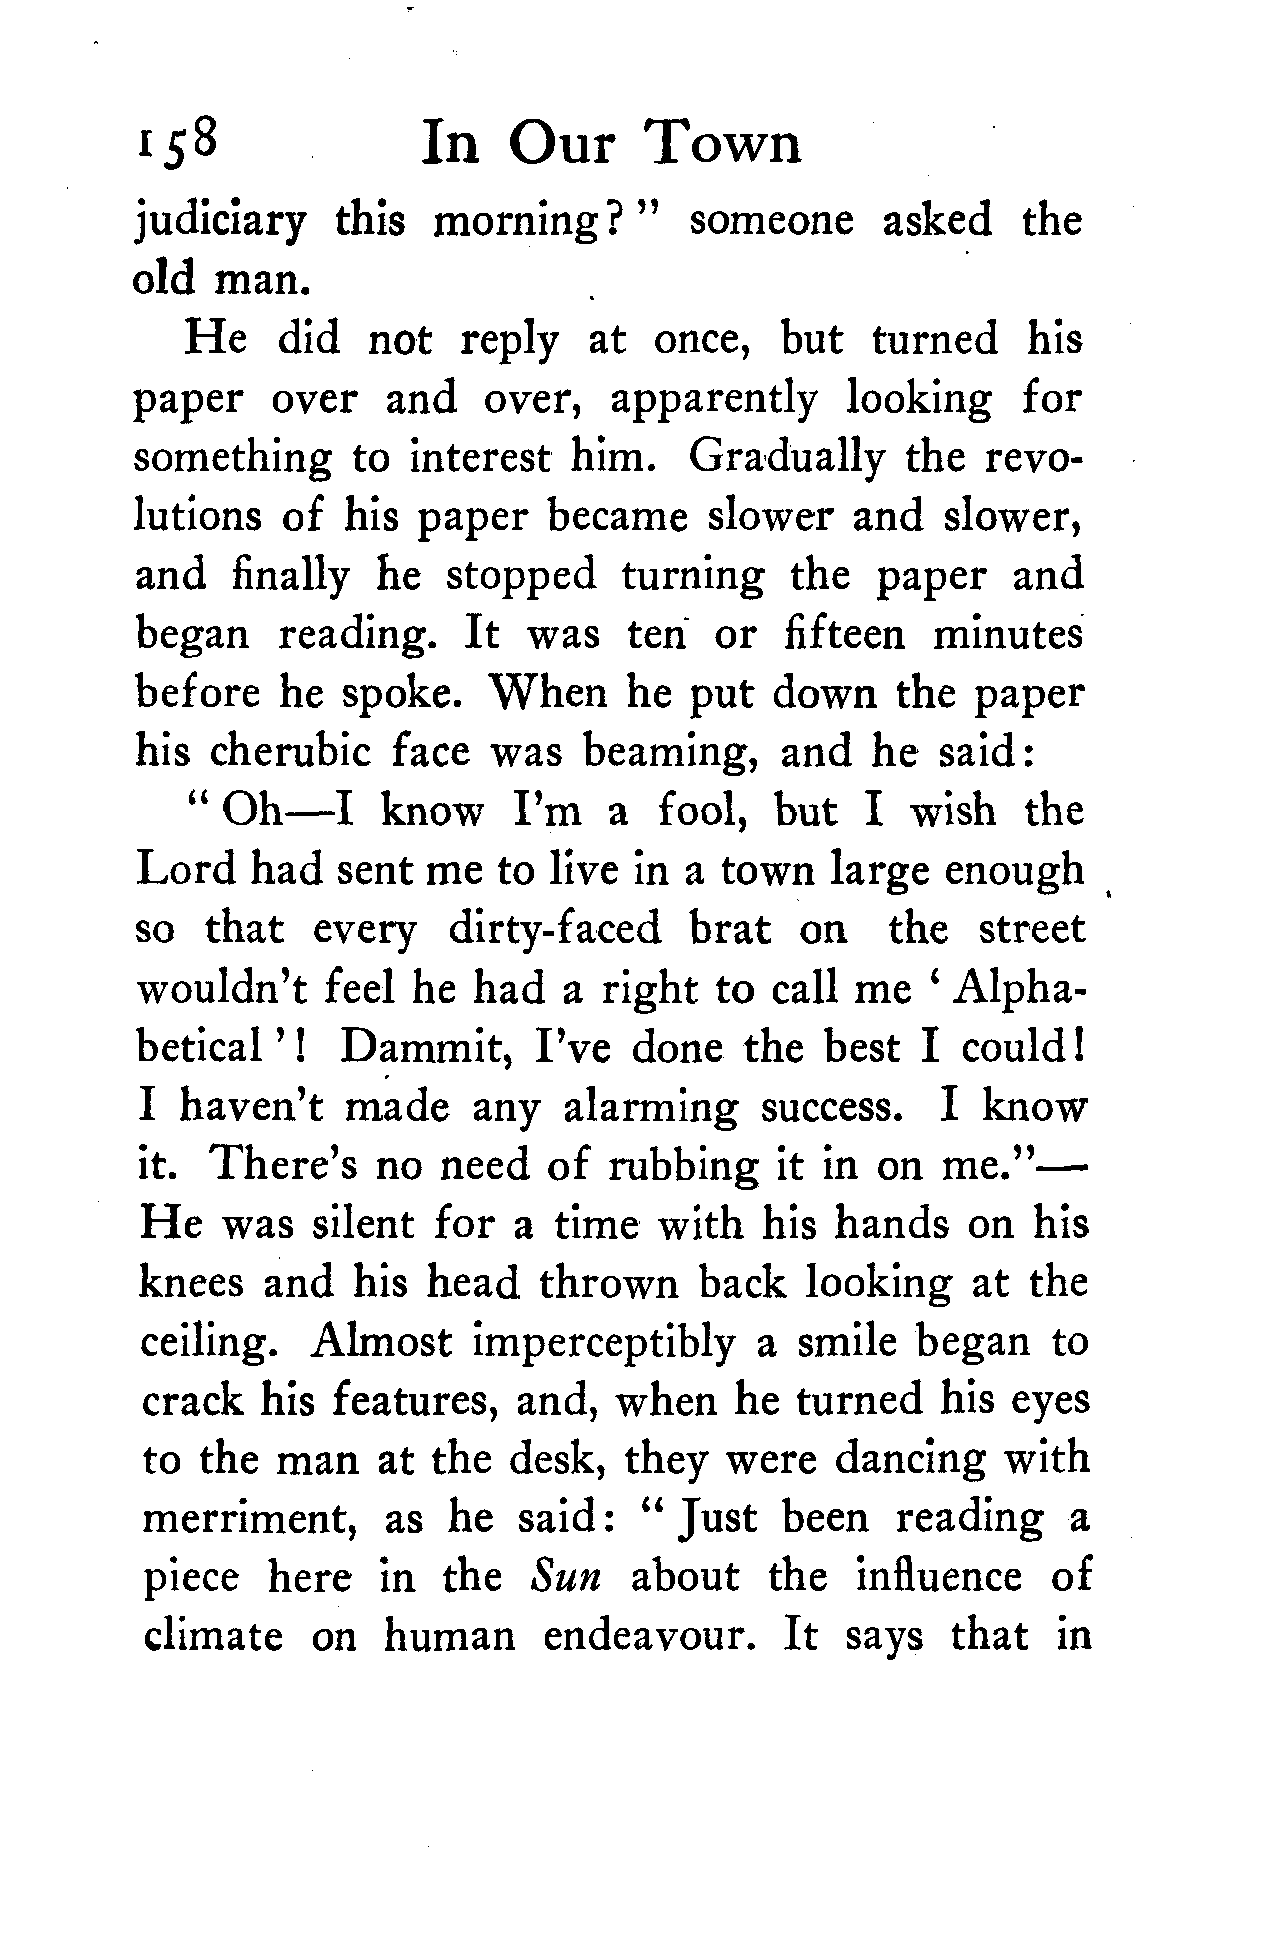 158 In Our Town
judiciary this morning?" someone asked the
old man.
He did not reply at once, but turned his
paper over and over, apparently looking for
something to interest him. Gradually the revo-
lutions of his paper became slower and slower,
and finally he stopped turning the paper and
began reading. It was ten or fifteen minutes
before he spoke. When he put down the paper
his cherubic face was beaming, and he said:
"Oh—I know I'm a fool, but I wish the
Lord had sent me to live in a town large enough
so that every dirty-faced brat on the street
wouldn't feel he had a right to call me 'Alpha-
betical'! Dammit, I've done the best I could!
I haven't made any alarming success. I know
it. There's no need of rubbing it in on me."—
He was silent for a time with his hands on his
knees and his head thrown back looking at the
ceiling. Almost imperceptibly a smile began to
crack his features, and, when he turned his eyes
to the man at the desk, they were dancing with
merriment, as he said: "Just been reading a
piece here in the Sun about the influence of
climate on human endeavour. It says that in